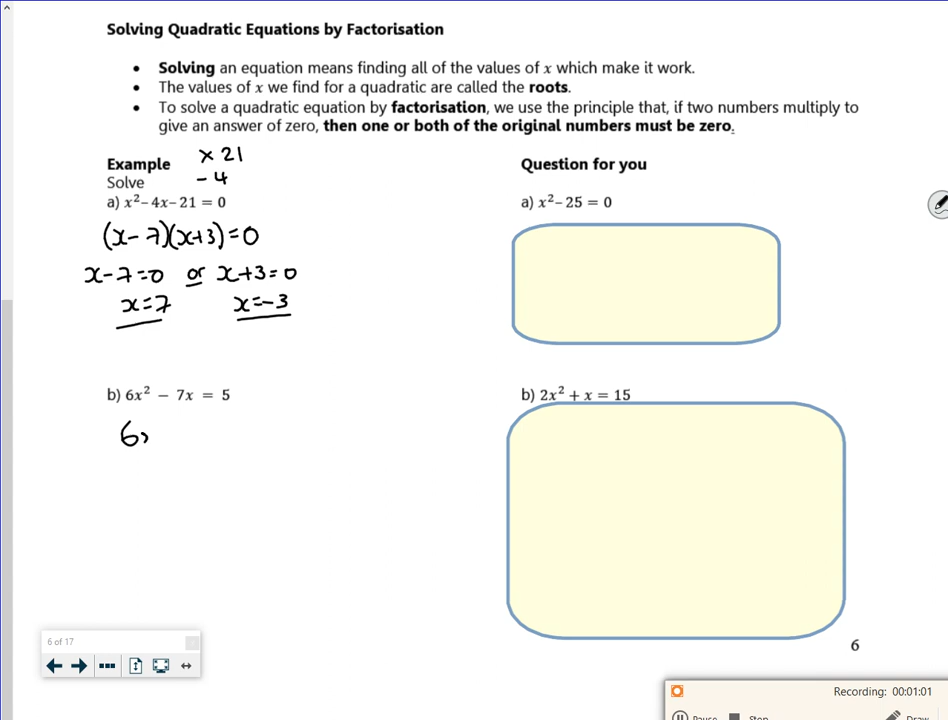 Solving Quadratic Equations by Factorisation
• Solving an equation means finding all of the values of x which make it work.
• The values of x we find for a quadratic are called the roots.
• To solve a quadratic equation by factorisation, we use the principle that, if two numbers multiply to
give an answer of zero, then one or both of the original numbers must be zero.
Example
× 21
Solve
- 4
a) x² - 4x - 21 = 0
(x - 7)(x+3) = 0
x - 7 = 0 or x + 3 = 0
x = 7 x = -3
b) 6x² - 7x = 5
6
Question for you
a) x² - 25 = 0
b) 2x² + x = 15
6
6 of 17
Recording: 00:01:01
Pause Stop Draw